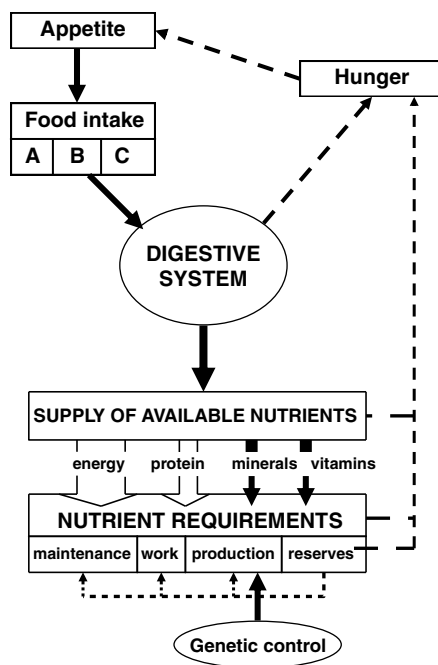 Appetite
Hunger
Food intake
A B C
DIGESTIVE
SYSTEM
SUPPLY OF AVAILABLE NUTRIENTS
energy protein minerals vitamins
NUTRIENT REQUIREMENTS
maintenance work production reserves
Genetic control